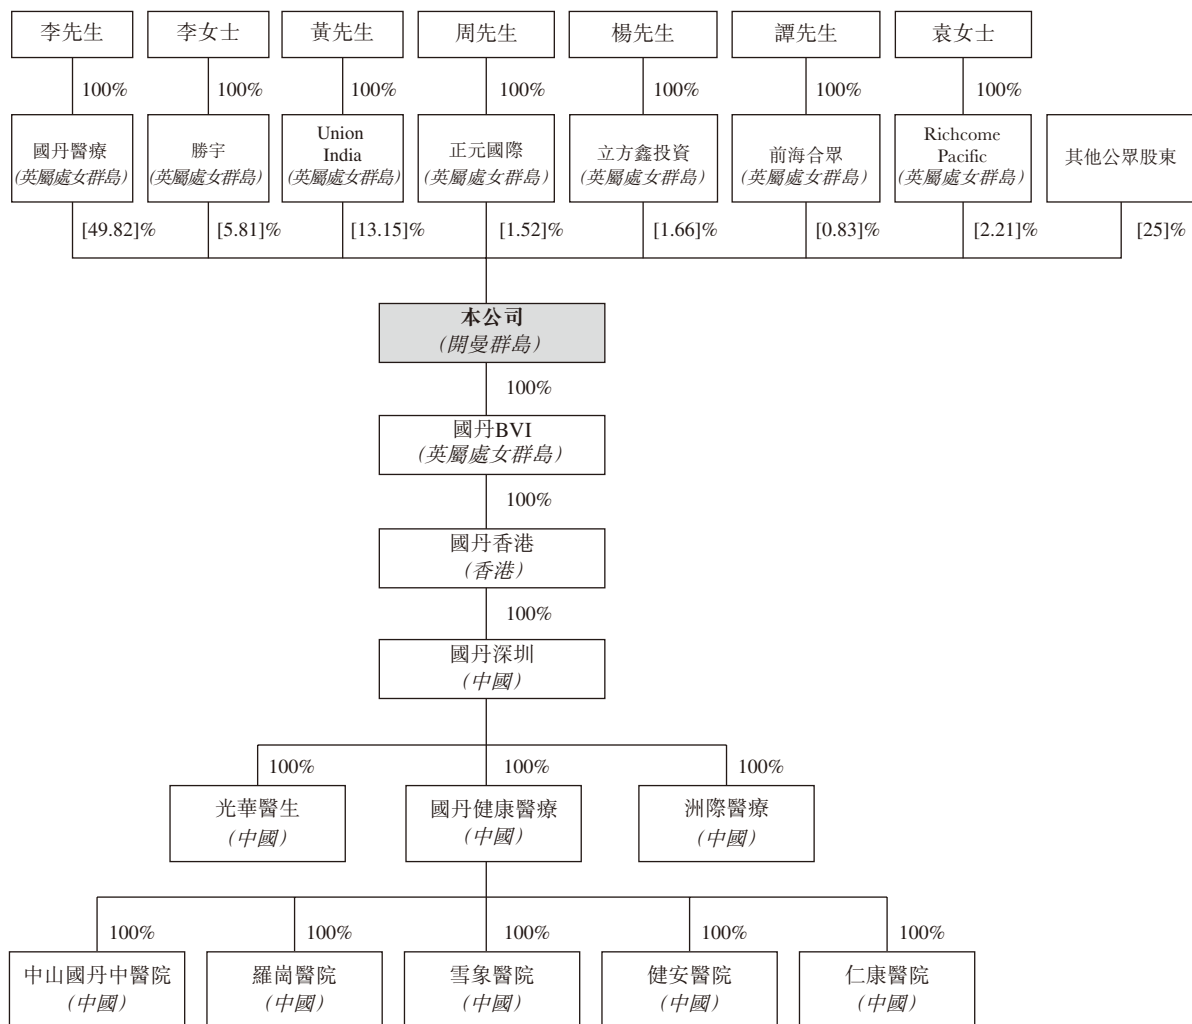 李先生 李女士 黃先生 周先生 楊先生 譚先生 袁女士
100% 100% 100% 100% 100% 100% 100%
國丹醫療
(英屬處女群島)
勝宇
(英屬處女群島)
Union
India
(英屬處女群島)
正元國際
(英屬處女群島)
立方鑫投資
(英屬處女群島)
前海合眾
(英屬處女群島)
Richcome
Pacific
(英屬處女群島)
其他公眾股東
[49.82]% [5.81]% [13.15]% [1.52]% [1.66]% [0.83]% [2.21]% [25]%
本公司
(開曼群島)
100%
國丹BVI
(英屬處女群島)
100%
國丹香港
(香港)
100%
國丹深圳
(中國)
100% 100% 100%
光華醫生
(中國)
國丹健康醫療
(中國)
洲際醫療
(中國)
100% 100% 100% 100% 100%
中山國丹中醫院
(中國)
羅崗醫院
(中國)
雪象醫院
(中國)
健安醫院
(中國)
仁康醫院
(中國)